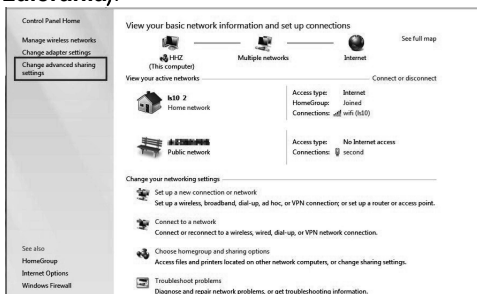 Control Panel Home
Manage wireless networks
Change adapter settings
Change advanced sharing
settings
See also
HomeGroup
Internet Options
Windows Firewall
View your basic network information and set up connections
See full map
HHZ
(This computer)
Multiple networks
Internet
View your active networks
Connect or disconnect
h10 2
Home network
Access type: Internet
HomeGroup: Joined
Connections: wifi (h10)
Public network
Access type: No Internet access
Connections: second
Change your networking settings
Set up a new connection or network
Set up a wireless, broadband, dial-up, ad hoc, or VPN connection; or set up a router or access point.
Connect to a network
Connect or reconnect to a wireless, wired, dial-up, or VPN network connection.
Choose homegroup and sharing options
Access files and printers located on other network computers, or change sharing settings.
Troubleshoot problems
Diagnose and repair network problems, or get troubleshooting information.